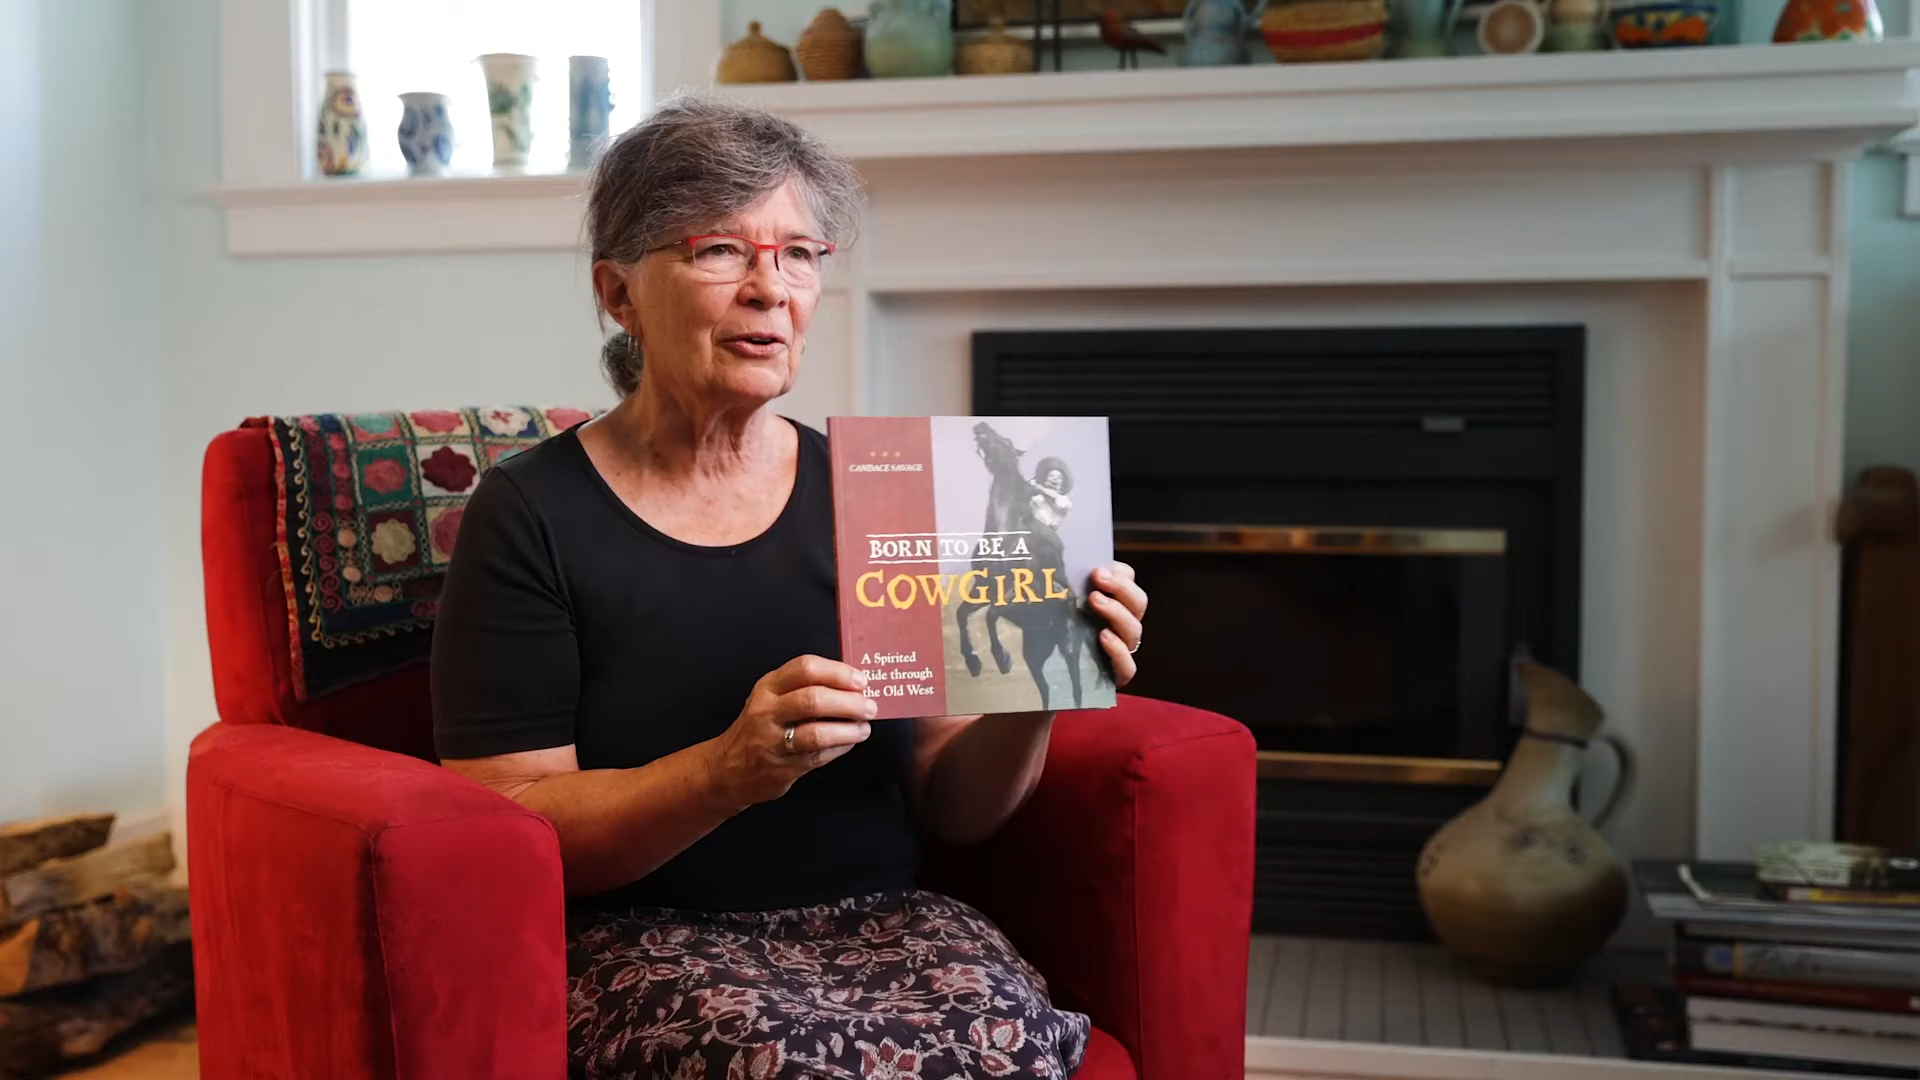 CANDACE SAVAGE
BORN TO BE A
COWGIRL
A Spirited
Ride through
the Old West